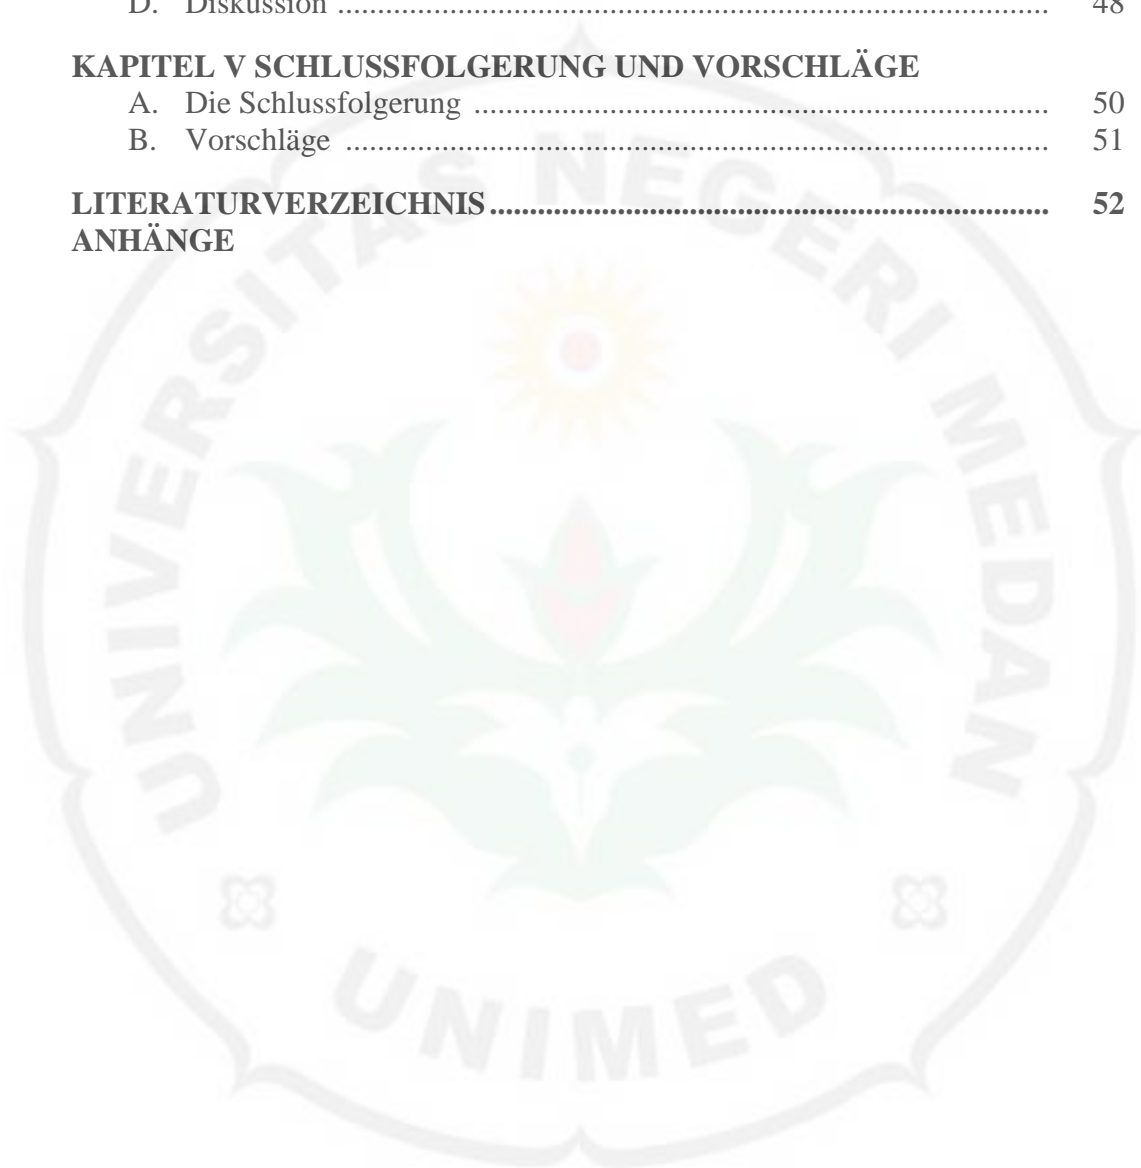 D. Diskussion ........................................................................................ 48
KAPITEL V SCHLUSSFOLGERUNG UND VORSCHLÄGE
A. Die Schlussfolgerung ....................................................................... 50
B. Vorschläge ....................................................................................... 51
LITERATURVERZEICHNIS ..................................................................... 52
ANHÄNGE
UNIVERSITAS NEGERI MEDAN
UNIMED